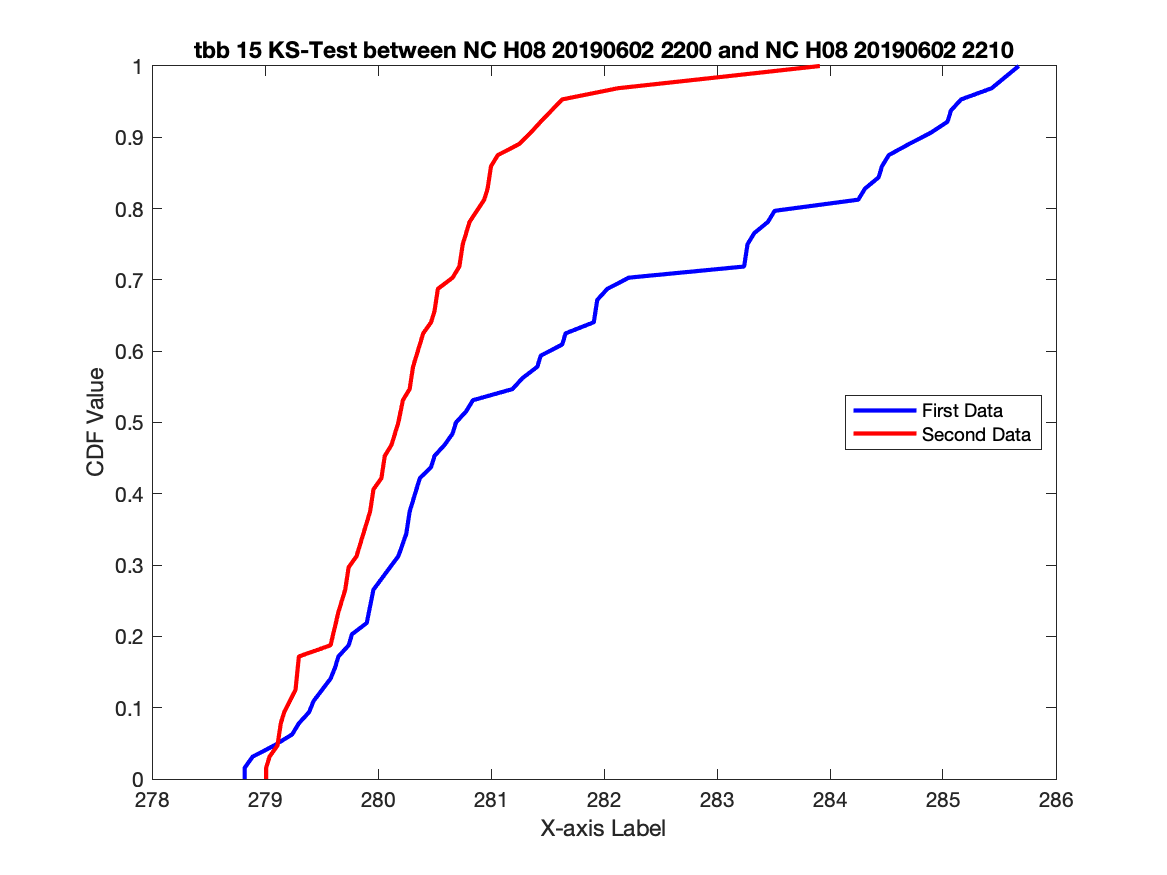 tbb 15 KS-Test between NC H08 20190602 2200 and NC H08 20190602 2210
1
0.9
0.8
0.7
0.6
0.5
0.4
0.3
0.2
0.1
0
CDF Value
First Data
Second Data
278 279 280 281 282 283 284 285 286
X-axis Label